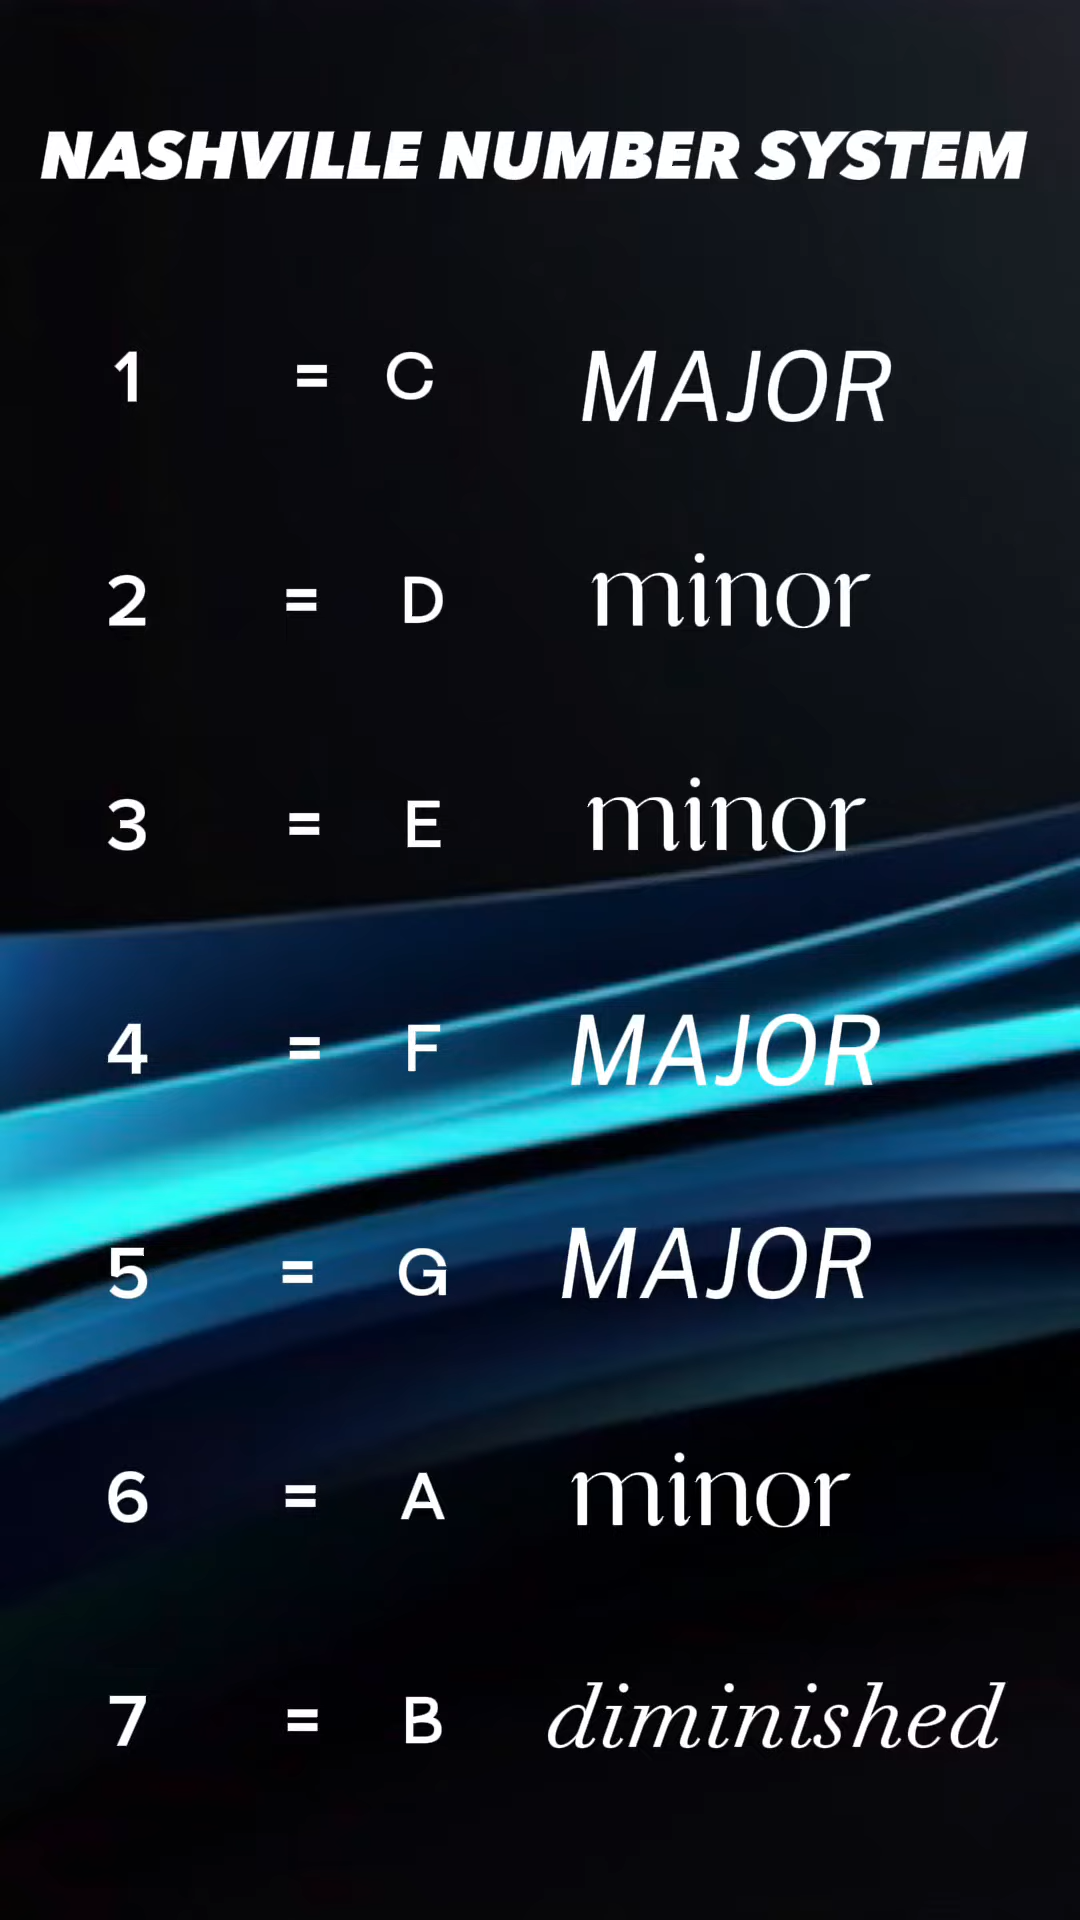 NASHVILLE NUMBER SYSTEM
1 = C MAJOR
2 = D minor
3 = E minor
4 = F MAJOR
5 = G MAJOR
6 = A minor
7 = B diminished